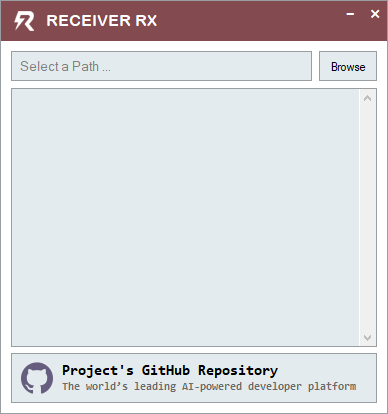 RECEIVER RX
Select a Path ...
Browse
Project's GitHub Repository
The world’s leading AI-powered developer platform